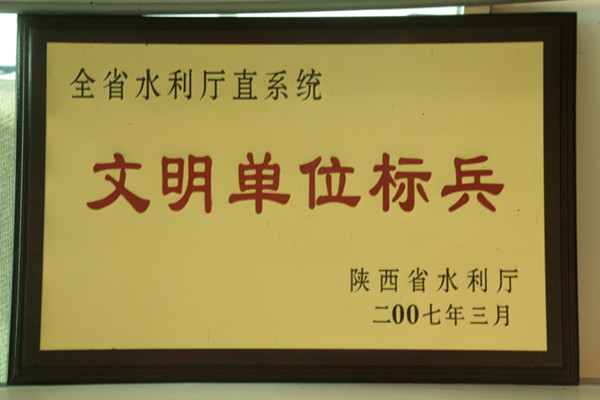 全省水利厅直系统
文明单位标兵
陕西省水利厅
二00七年三月